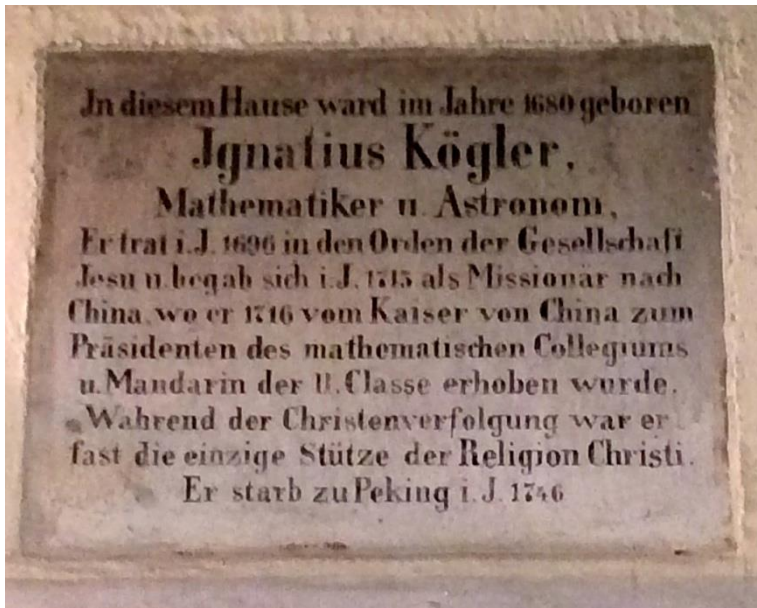 Jn diesem Hause ward im Jahre 1680 geboren
Jgnatius Kögler,
Mathematiker u. Astronom,
Er trat i.J. 1696 in den Orden der Gesellschaft
Jesu u. begab sich i.J. 1715 als Missionär nach
China, wo er 1716 vom Kaiser von China zum
Präsidenten des mathematischen Collegiums
u. Mandarin der II. Classe erhoben wurde.
Während der Christenverfolgung war er
fast die einzige Stütze der Religion Christi.
Er starb zu Peking i.J. 1746